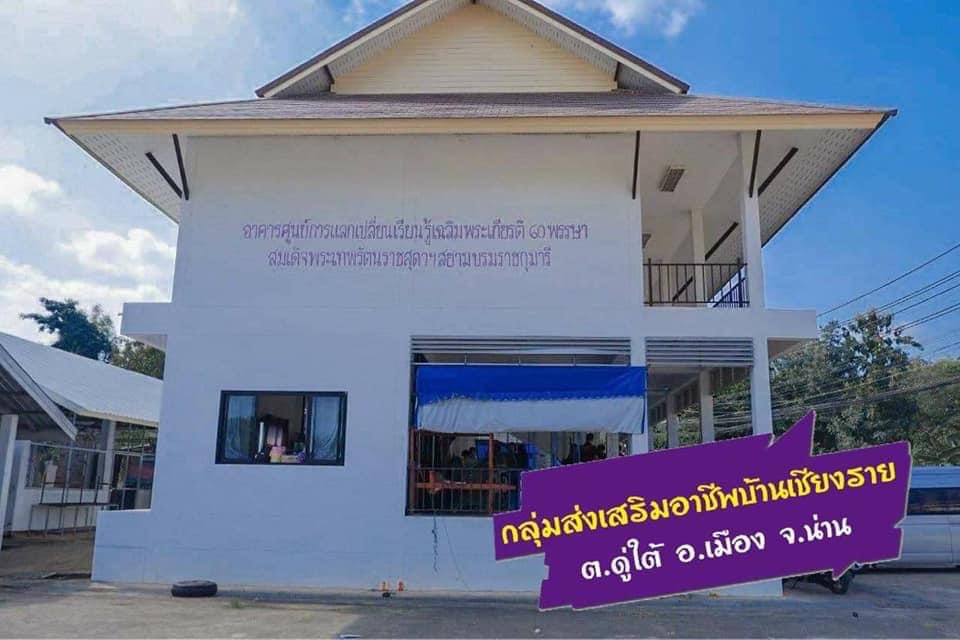 อาคารศูนย์การแลกเปลี่ยนเรียนรู้เฉลิมพระเกียรติ ๖๐ พรรษา
สมเด็จพระเทพรัตนราชสุดาฯ สยามบรมราชกุมารี
กลุ่มส่งเสริมอาชีพบ้านเชียงราย
ต.ดู่ใต้ อ.เมือง จ.น่าน